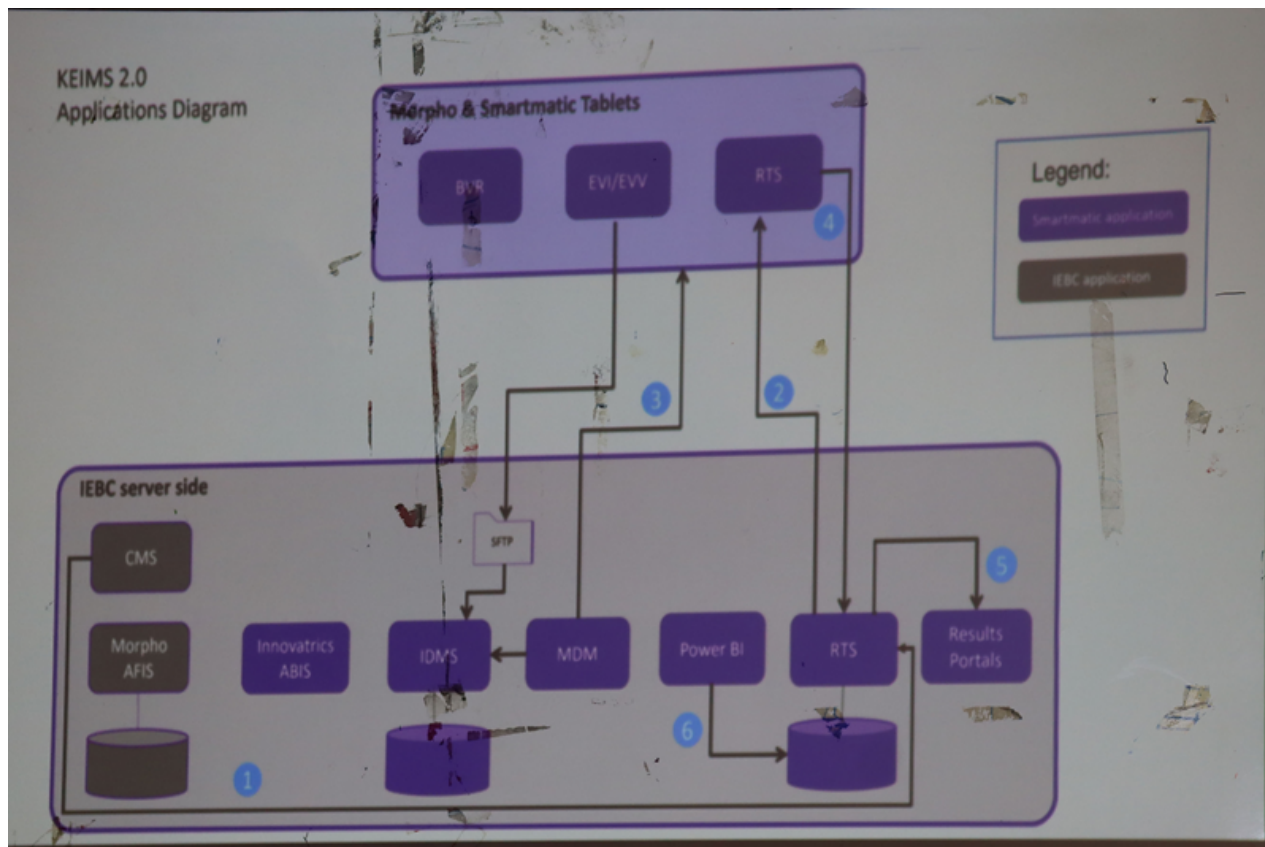 KEIMS 2.0
Applications Diagram
Morpho & Smartmatic Tablets
BVR
EVI/EVV
RTS
4
Legend:
Smartmatic application
IEBC application
3
2
IEBC server side
CMS
SFTP
5
Morpho
AFIS
Innovatrics
ABIS
IDMS
MDM
Power BI
RTS
Results
Portals
6
1